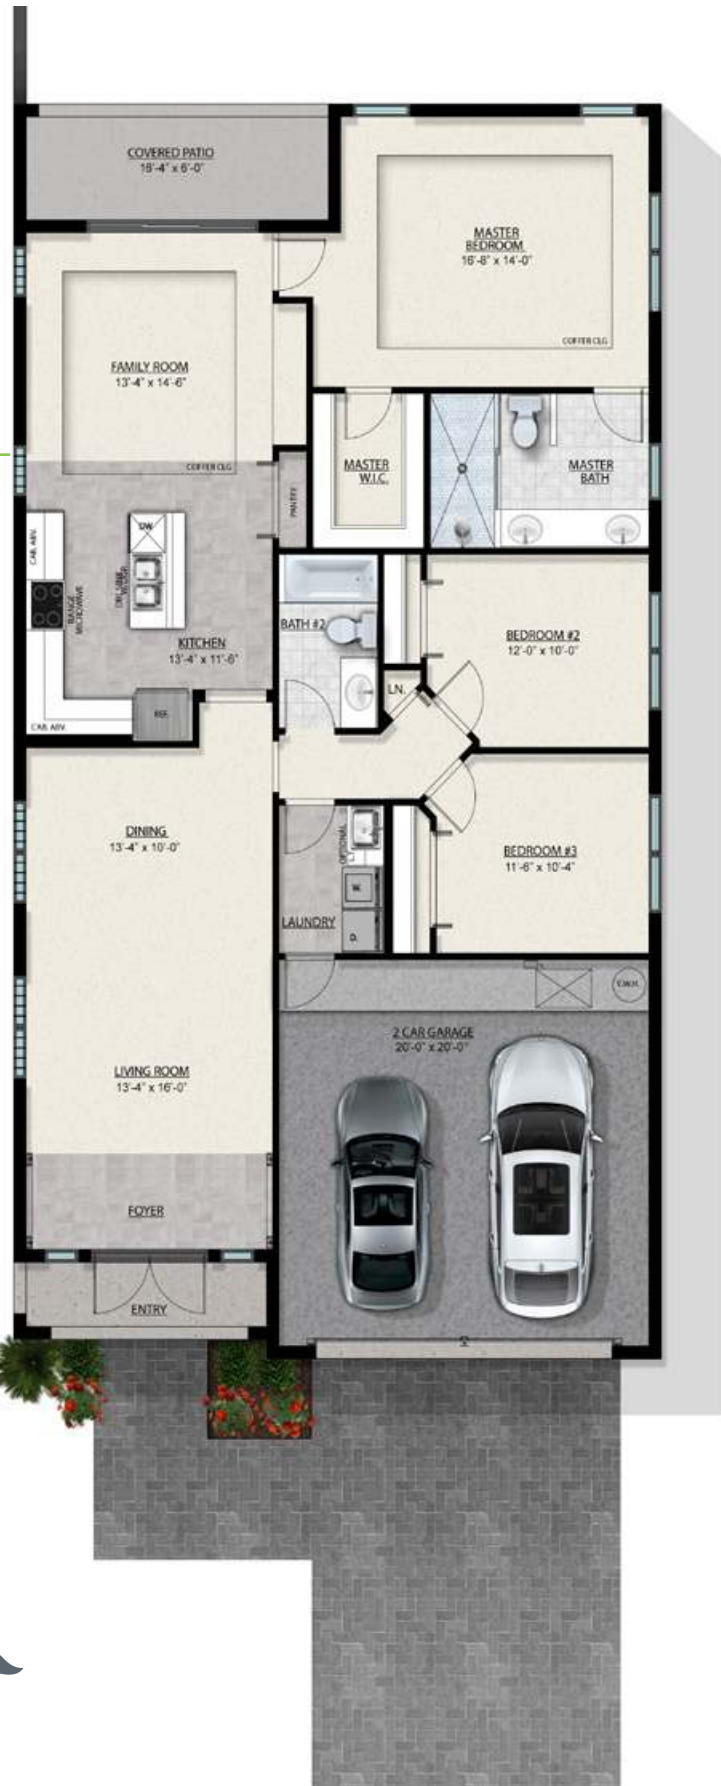 COVERED PATIO
16'-4" x 6'-0"
MASTER
BEDROOM
16'-8" x 14'-0"
COFFER CLG
FAMILY ROOM
13'-4" x 14'-6"
COFFER CLG
MASTER
W.I.C.
MASTER
BATH
PANTRY
CAB. ABV.
DW
RANGE
MICROWAVE
KITCHEN
13'-4" x 11'-6"
BATH #2
BEDROOM #2
12'-0" x 10'-0"
LN.
REF.
CAB. ABV.
DINING
13'-4" x 10'-0"
OPTIONAL
BEDROOM #3
11'-6" x 10'-4"
W.
LAUNDRY
D.
E.W.H.
2 CAR GARAGE
20'-0" x 20'-0"
LIVING ROOM
13'-4" x 16'-0"
FOYER
ENTRY